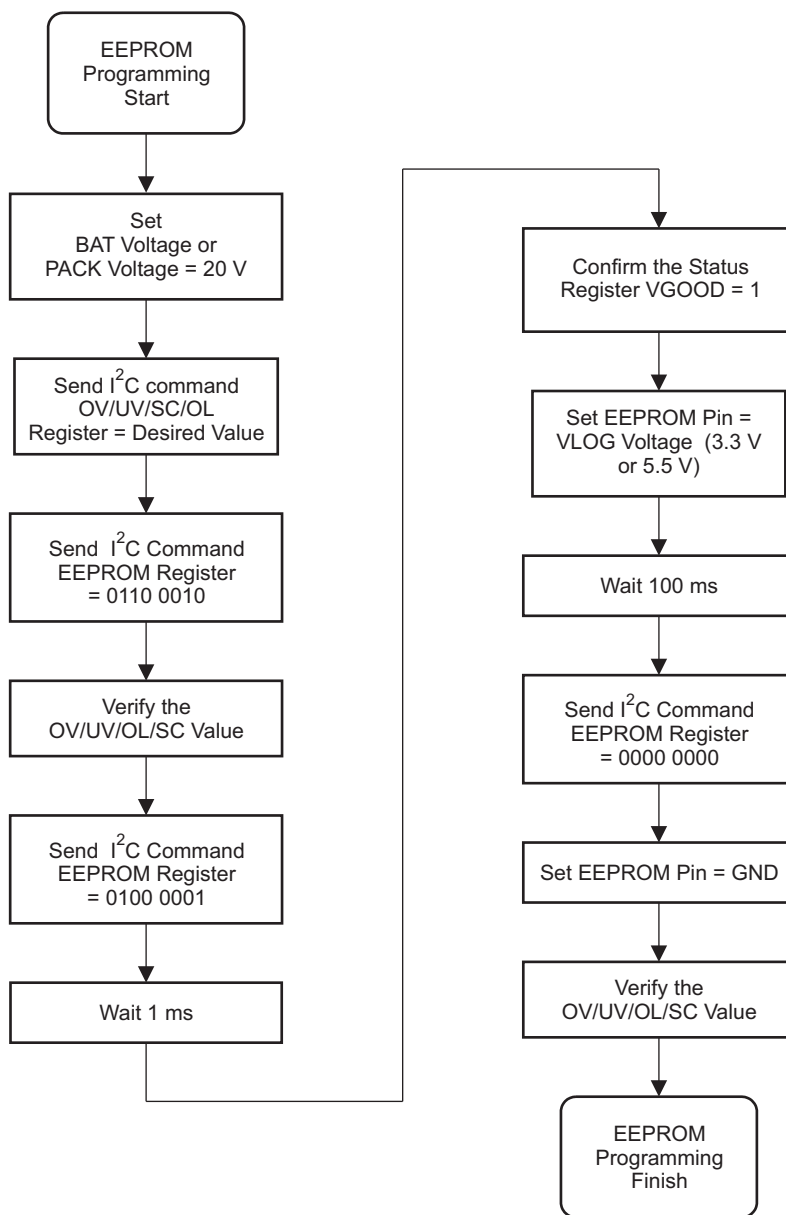 EEPROM
Programming
Start
Set
BAT Voltage or
PACK Voltage = 20 V
Send I²C command
OV/UV/SC/OL
Register = Desired Value
Send I²C Command
EEPROM Register
= 0110 0010
Verify the
OV/UV/OL/SC Value
Send I²C Command
EEPROM Register
= 0100 0001
Wait 1 ms
Confirm the Status
Register VGOOD = 1
Set EEPROM Pin =
VLOG Voltage (3.3 V
or 5.5 V)
Wait 100 ms
Send I²C Command
EEPROM Register
= 0000 0000
Set EEPROM Pin = GND
Verify the
OV/UV/OL/SC Value
EEPROM
Programming
Finish